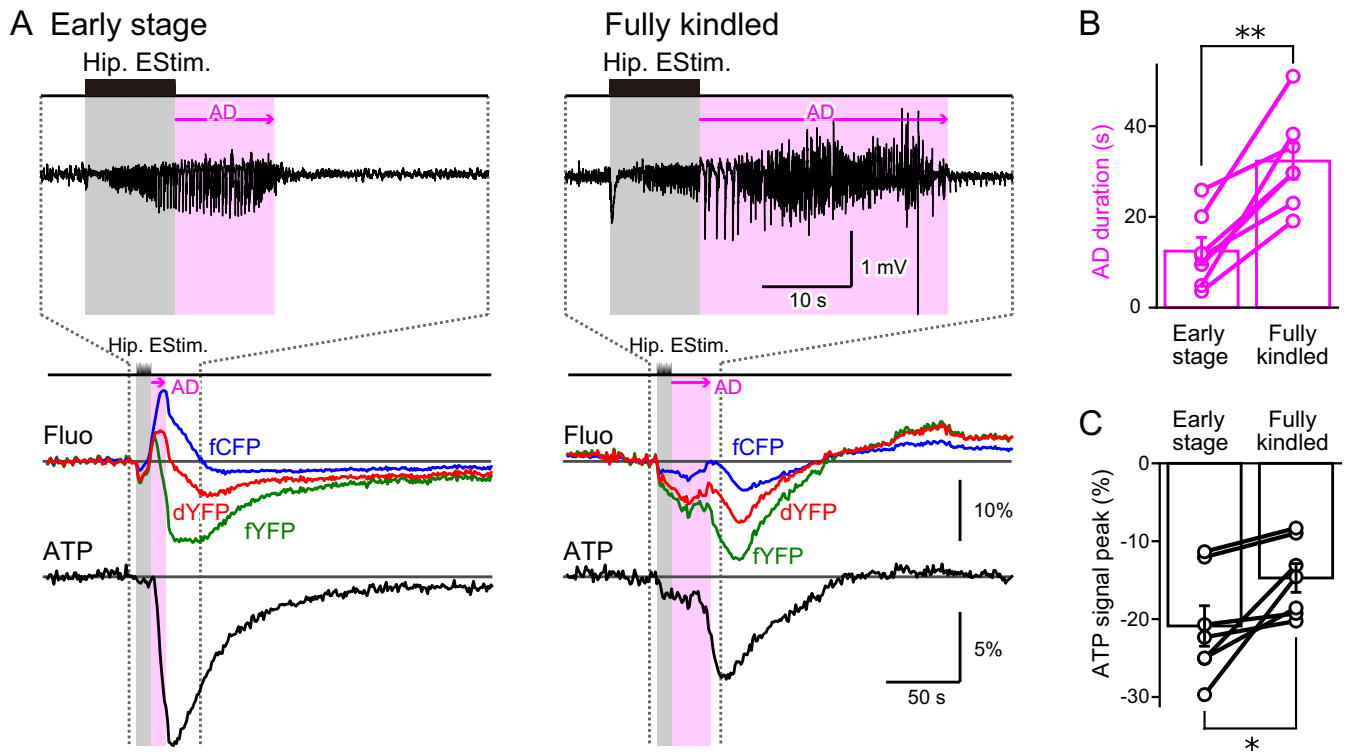 A Early stage
Hip. EStim.
AD
Fully kindled
Hip. EStim.
AD
1 mV
10 s
Hip. EStim.
AD
Fluo
fCFP
dYFP
fYFP
ATP
Hip. EStim.
AD
Fluo
fCFP
dYFP
fYFP
10%
ATP
5%
50 s
B
**
AD duration (s)
40
20
0
Early
stage
Fully
kindled
C
Early
stage
Fully
kindled
ATP signal peak (%)
0
-10
-20
-30
*